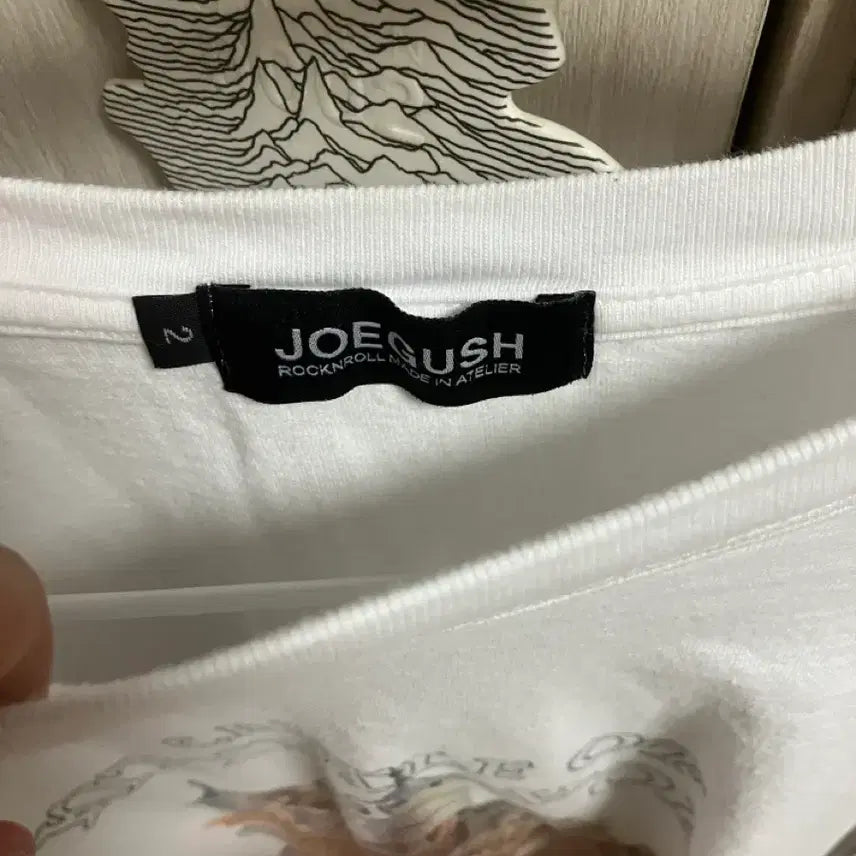 2
JOEGUSH
ROCKNROLL MADE IN ATELIER